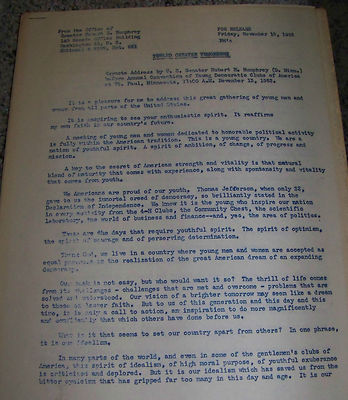 From the Office of
Senator Hubert H. Humphrey
140 Senate Office Building
Washington 25, D. C.
FOR RELEASE
Friday, November 13, 1953
PM's
TOWARD GREATER TOMORROWS
Keynote Address by U. S. Senator Hubert H. Humphrey (D. Minn.)
before Annual Convention of Young Democratic Clubs of America
at St. Paul, Minnesota, November 13, 1953.
It is a pleasure for me to address this great gathering of young men and
women from all parts of the United States.
It is inspiring to see your enthusiastic spirit. It reaffirms
my own faith in our country's future.
A meeting of young men and women dedicated to honorable political activity
is fully within the American tradition. This is a young country. We are a
nation of youthful spirit. A spirit of ambition, of change, of progress and
mission.
A key to the secret of American strength and vitality is that natural
blend of maturity that comes with experience, along with spontaneity and vitality
that comes from youth.
We Americans are proud of our youth. Thomas Jefferson, when only 32,
gave to us the immortal creed of democracy, so brilliantly stated in the
Declaration of Independence. We know it is the young who inspire our nation
in every activity from the 4-H Clubs, the Community Chest, the scientific
laboratory, the world of business and finance---and, yes, the area of politics.
These are the days that require youthful spirit. The spirit of optimism,
the spirit of courage and of persevering determination.
Thank God, we live in a country where young men and women are accepted as
equal partners in the realization of the great American dream of an expanding
democracy.
Our task is not easy, but who would want it so? The thrill of life comes
from its challenges - challenges that are met and overcome - problems that are
solved and understood. Our vision of a brighter tomorrow may seem like a dream
to those of lesser faith. But to us of this generation and this day and this
time, it is only a call to action, an inspiration to do more magnificently
and confidently that which others have done before us.
What is it that seems to set our country apart from others? In one phrase,
it is our idealism.
In many parts of the world, and even in some of the gentlemen's clubs of
America, this spirit of idealism, of high moral purpose, of youthful exuberance
is criticized and deplored. But it is our idealism which has saved us from the
bitter cynicism that has gripped far too many in this day and age. It is our